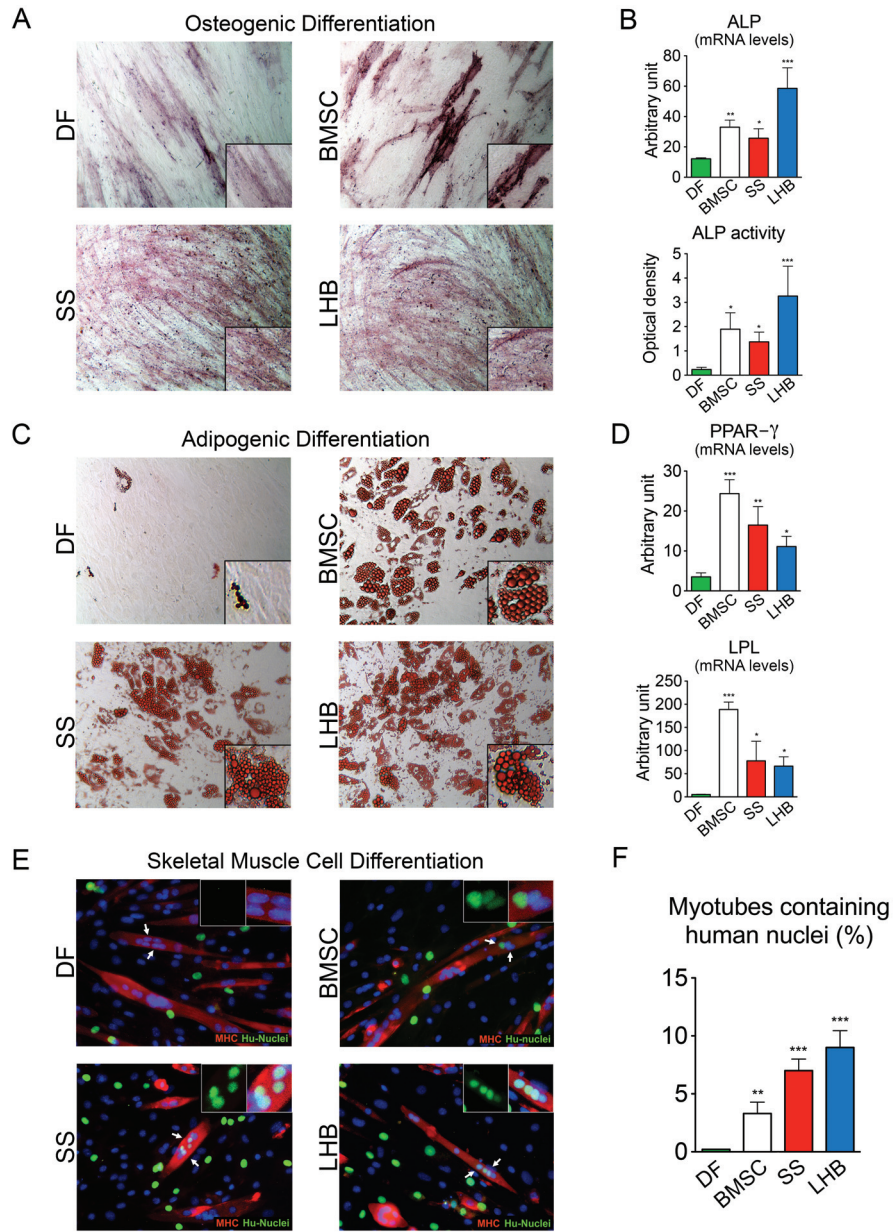 A
Osteogenic Differentiation
DF
BMSC
SS
LHB
B
ALP
(mRNA levels)
Arbitrary unit
80
60
40
20
0
**
*
***
DF
BMSC
SS
LHB
ALP activity
Optical density
5
4
3
2
1
0
*
*
***
DF
BMSC
SS
LHB
C
Adipogenic Differentiation
DF
BMSC
SS
LHB
D
PPAR–γ
(mRNA levels)
Arbitrary unit
30
20
10
0
***
**
*
DF
BMSC
SS
LHB
LPL
(mRNA levels)
Arbitrary unit
200
150
100
50
0
***
*
*
DF
BMSC
SS
LHB
E
Skeletal Muscle Cell Differentiation
DF
MHC Hu-Nuclei
BMSC
MHC Hu-nuclei
SS
MHC Hu-Nuclei
LHB
MHC Hu-Nuclei
F
Myotubes containing
human nuclei (%)
15
10
5
0
**
***
***
DF
BMSC
SS
LHB